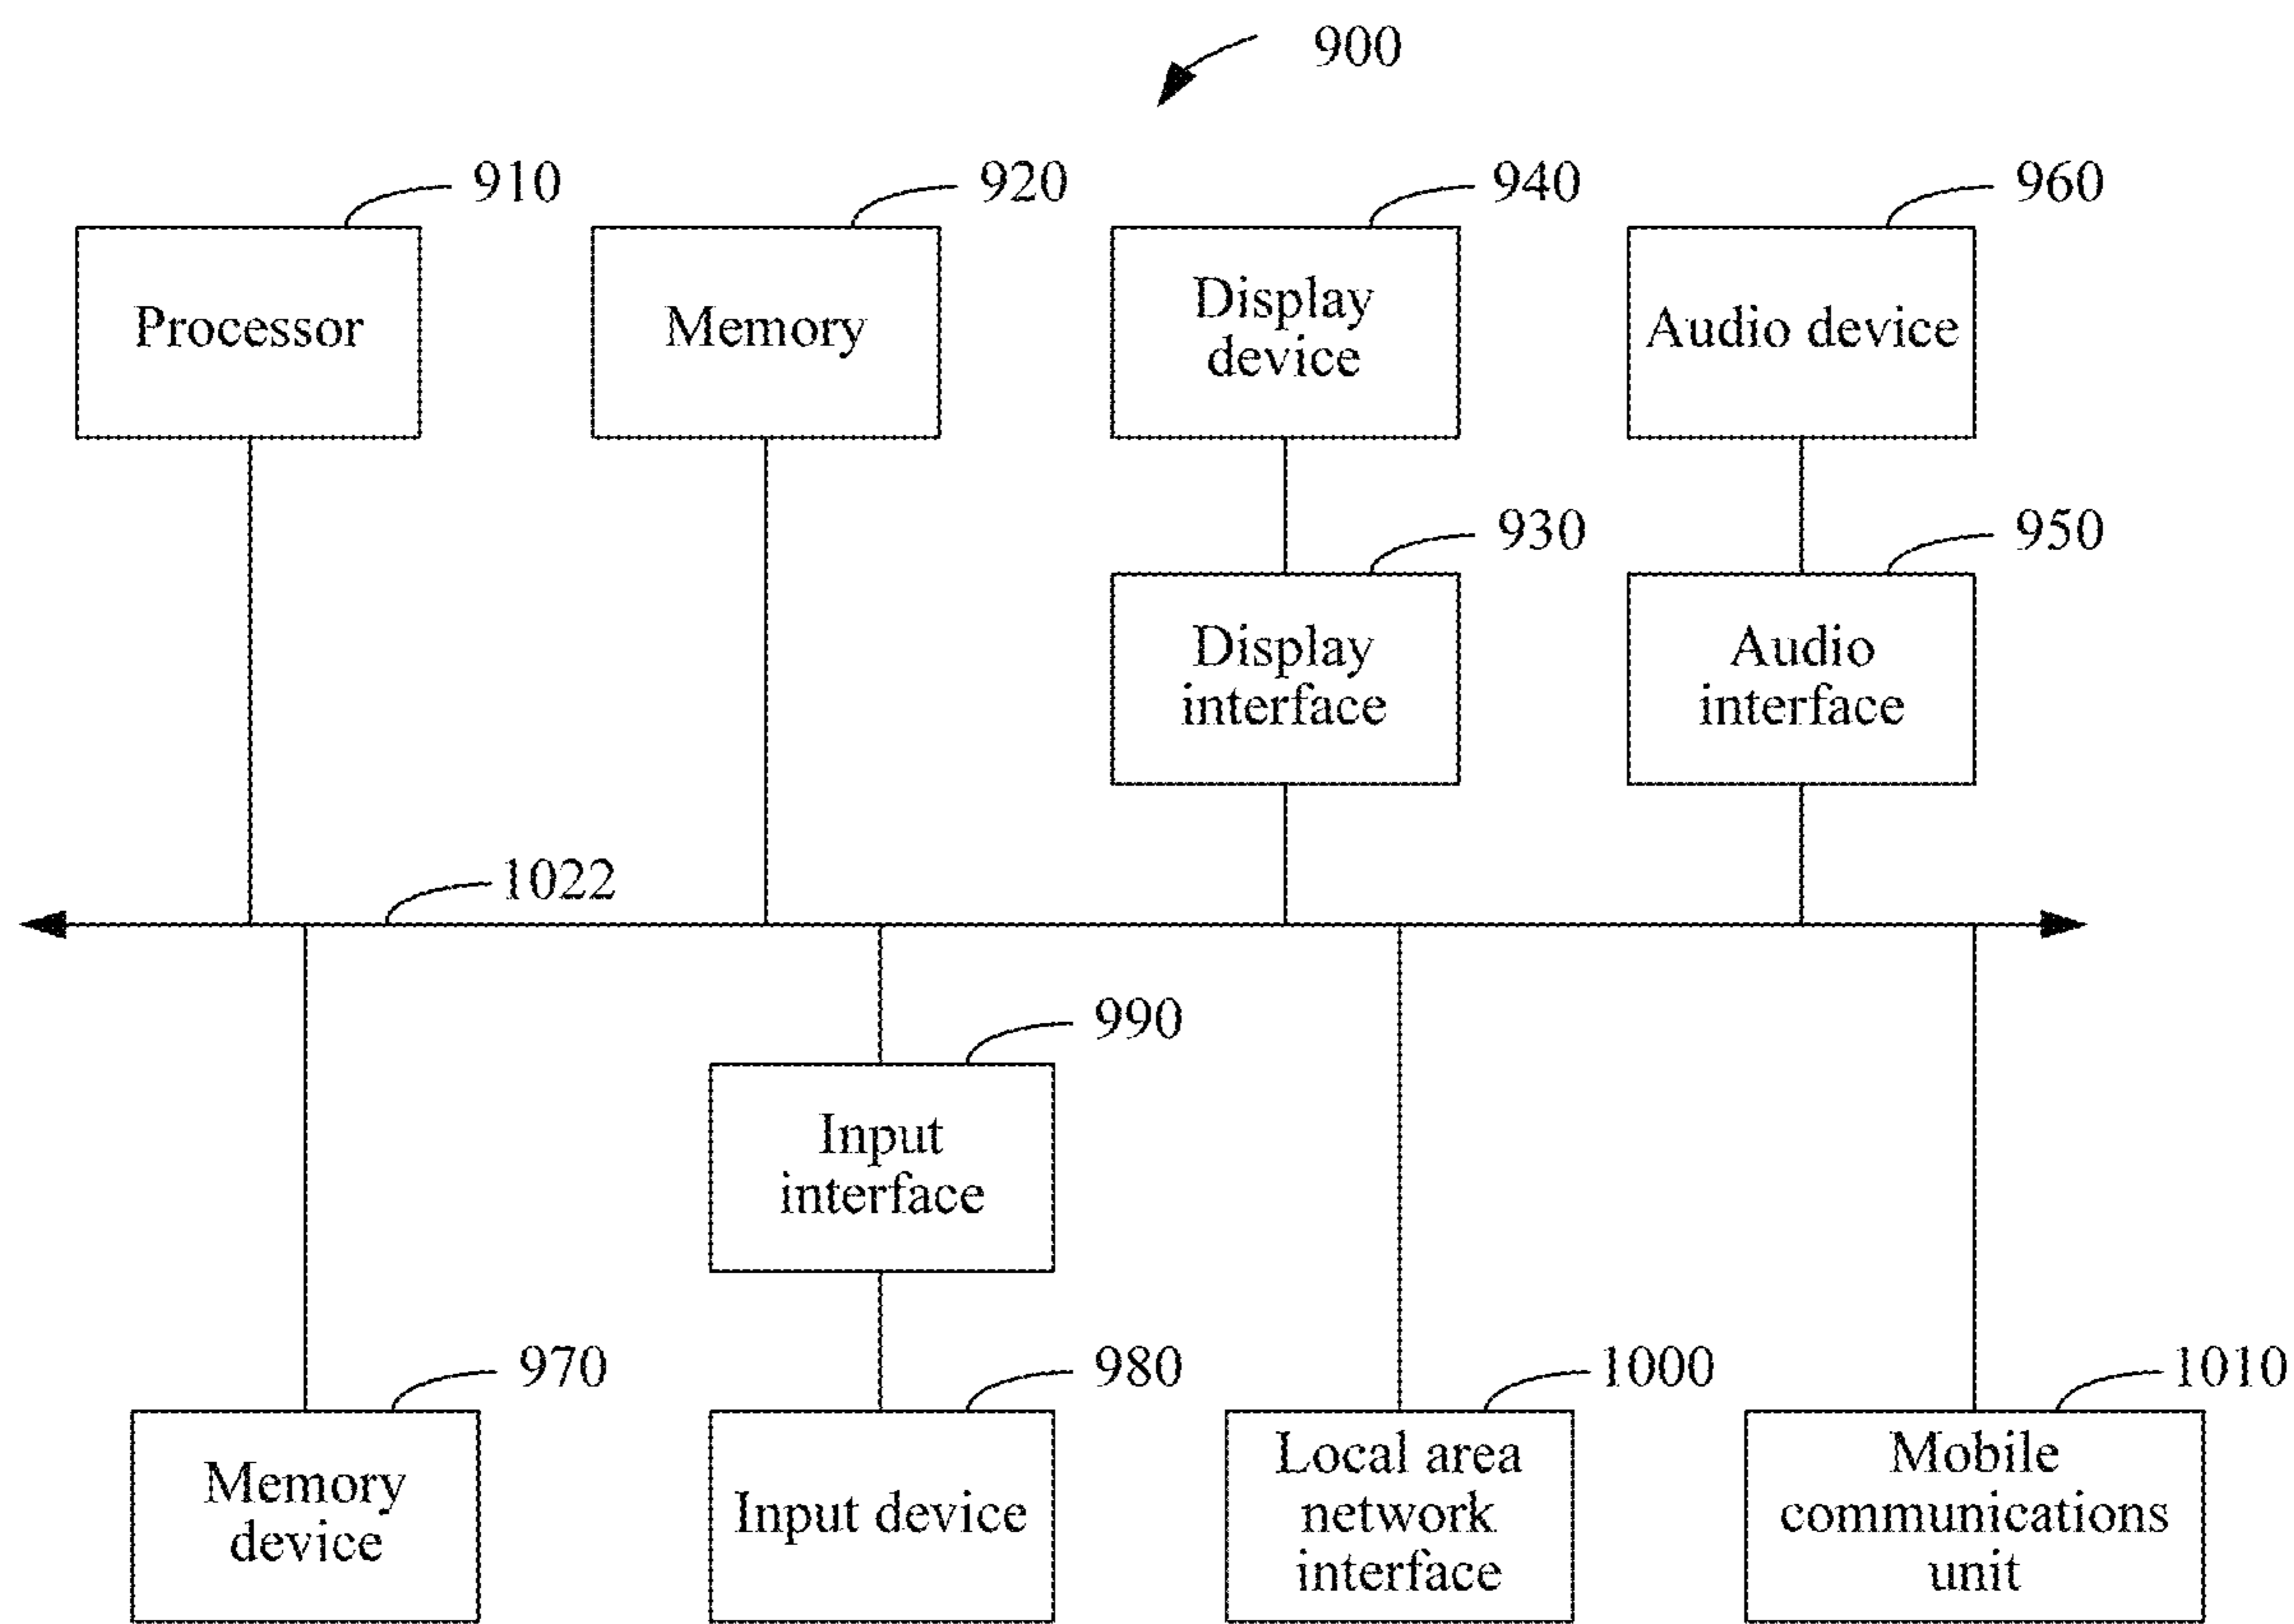 900
910
920
940
960
Processor
Memory
Display
device
Audio device
930
950
Display
interface
Audio
interface
1022
990
Input
interface
970
980
1000
1010
Memory
device
Input device
Local area
network
interface
Mobile
communications
unit